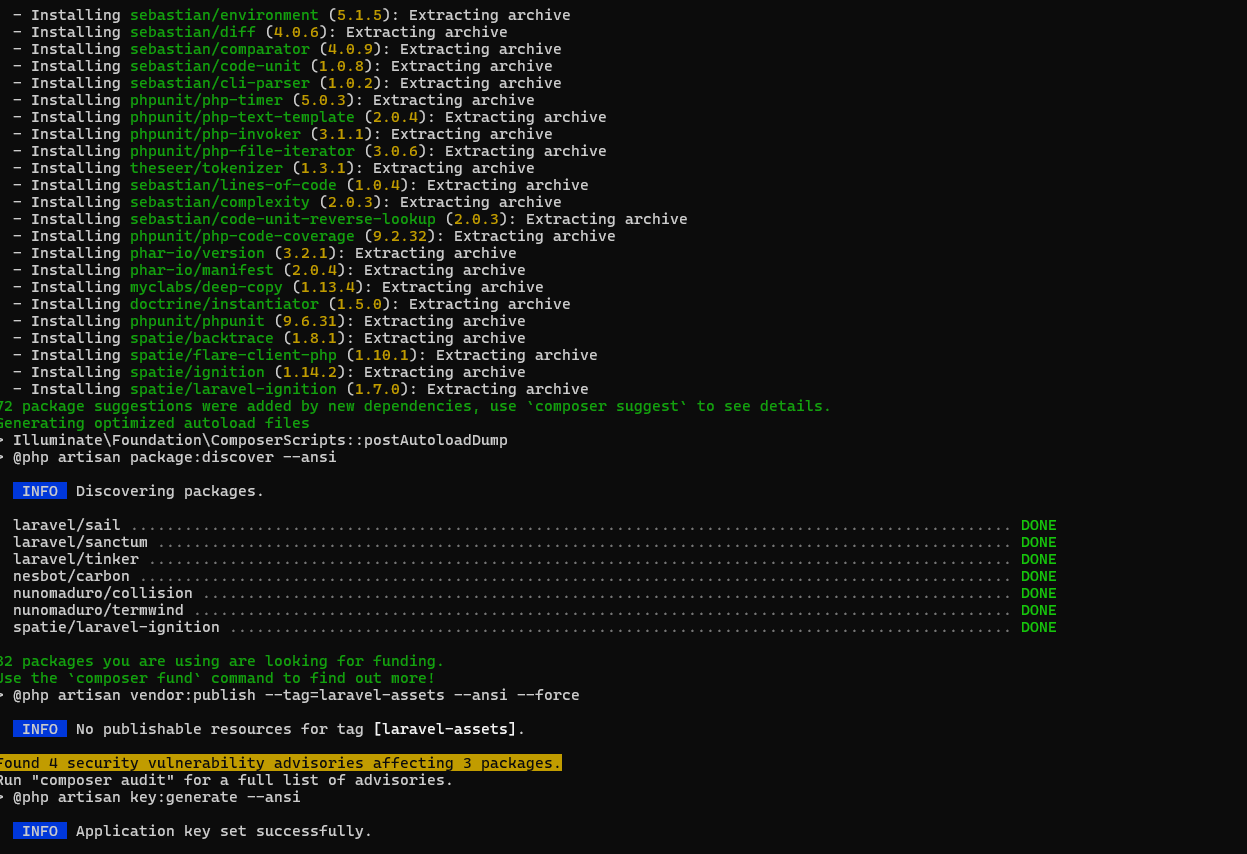 - Installing sebastian/environment (5.1.5): Extracting archive
- Installing sebastian/diff (4.0.6): Extracting archive
- Installing sebastian/comparator (4.0.9): Extracting archive
- Installing sebastian/code-unit (1.0.8): Extracting archive
- Installing sebastian/cli-parser (1.0.2): Extracting archive
- Installing phpunit/php-timer (5.0.3): Extracting archive
- Installing phpunit/php-text-template (2.0.4): Extracting archive
- Installing phpunit/php-invoker (3.1.1): Extracting archive
- Installing phpunit/php-file-iterator (3.0.6): Extracting archive
- Installing theseer/tokenizer (1.3.1): Extracting archive
- Installing sebastian/lines-of-code (1.0.4): Extracting archive
- Installing sebastian/complexity (2.0.3): Extracting archive
- Installing sebastian/code-unit-reverse-lookup (2.0.3): Extracting archive
- Installing phpunit/php-code-coverage (9.2.32): Extracting archive
- Installing phar-io/version (3.2.1): Extracting archive
- Installing phar-io/manifest (2.0.4): Extracting archive
- Installing myclabs/deep-copy (1.13.4): Extracting archive
- Installing doctrine/instantiator (1.5.0): Extracting archive
- Installing phpunit/phpunit (9.6.31): Extracting archive
- Installing spatie/backtrace (1.8.1): Extracting archive
- Installing spatie/flare-client-php (1.10.1): Extracting archive
- Installing spatie/ignition (1.14.2): Extracting archive
- Installing spatie/laravel-ignition (1.7.0): Extracting archive
72 package suggestions were added by new dependencies, use `composer suggest` to see details.
Generating optimized autoload files
> Illuminate\Foundation\ComposerScripts::postAutoloadDump
> @php artisan package:discover --ansi
INFO Discovering packages.
laravel/sail .................................................................................................. DONE
laravel/sanctum ............................................................................................... DONE
laravel/tinker ................................................................................................ DONE
nesbot/carbon ................................................................................................. DONE
nunomaduro/collision .......................................................................................... DONE
nunomaduro/termwind ........................................................................................... DONE
spatie/laravel-ignition ....................................................................................... DONE
82 packages you are using are looking for funding.
Use the `composer fund` command to find out more!
> @php artisan vendor:publish --tag=laravel-assets --ansi --force
INFO No publishable resources for tag [laravel-assets].
Found 4 security vulnerability advisories affecting 3 packages.
Run "composer audit" for a full list of advisories.
> @php artisan key:generate --ansi
INFO Application key set successfully.